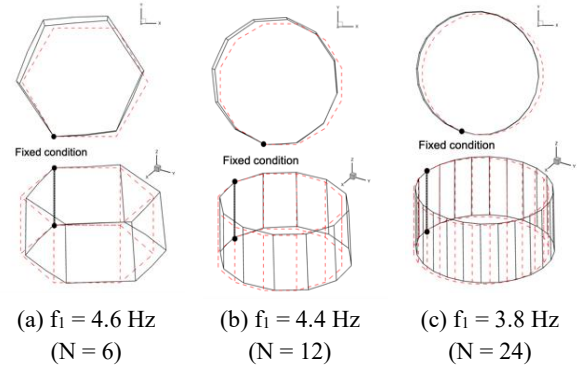 Y
X
Y
X
Y
X
Fixed condition
Fixed condition
Fixed condition
Z
X
Y
Z
X
Y
Z
X
Y
(a) f₁ = 4.6 Hz
(N = 6)
(b) f₁ = 4.4 Hz
(N = 12)
(c) f₁ = 3.8 Hz
(N = 24)